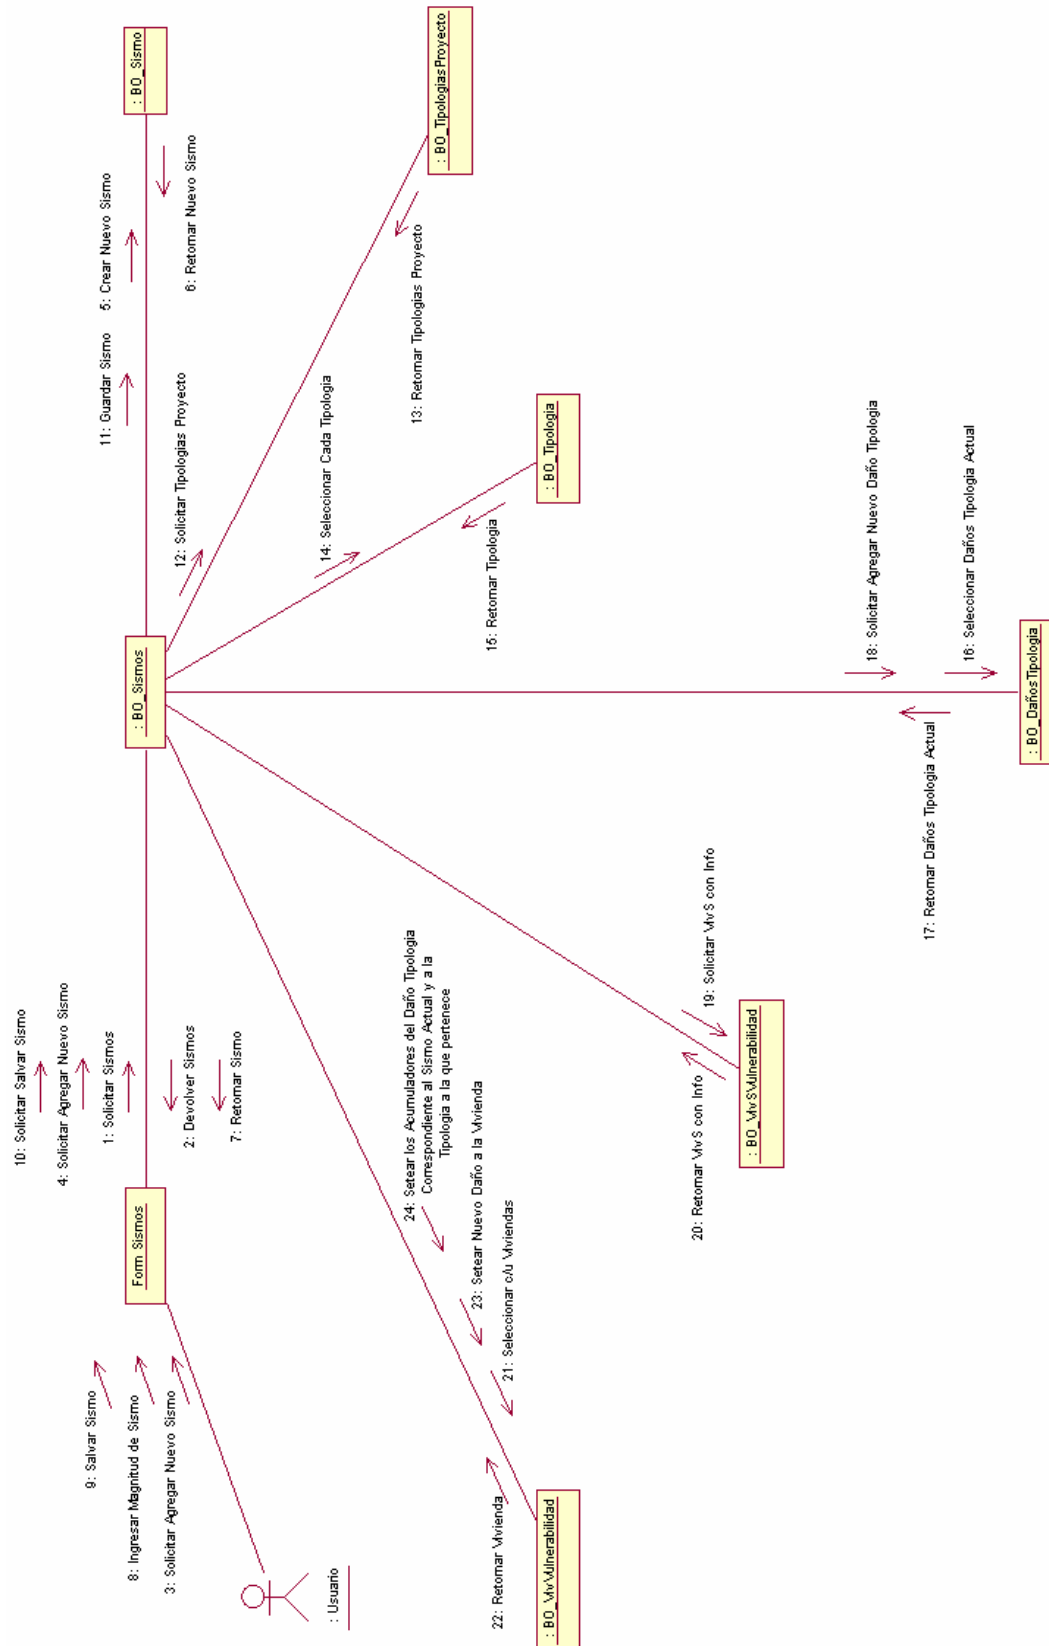 10: Solicitar Salvar Sismo
4: Solicitar Agregar Nuevo Sismo
9: Salvar Sismo
1: Solicitar Sismos
11: Guardar Sismo
5: Crear Nuevo Sismo
8: Ingresar Magnitud de Sismo
Form Sismos
: BO_Sismos
: BO_Sismo
3: Solicitar Agregar Nuevo Sismo
2: Devolver Sismos
12: Solicitar Tipologias Proyecto
6: Retornar Nuevo Sismo
7: Retornar Sismo
: Usuario
14: Seleccionar Cada Tipologia
24: Setear los Acumuladores del Daño Tipologia
Correspondiente al Sismo Actual y a la
Tipologia a la que pertenece
13: Retornar Tipologias Proyecto
: BO_TipologiasProyecto
23: Setear Nuevo Daño a la Vivienda
22: Retornar Vivienda
21: Seleccionar c/u Viviendas
15: Retornar Tipologia
: BO_VivVulnerabilidad
: BO_Tipologia
20: Retornar VivS con Info
19: Solicitar VivS con Info
: BO_VivSVulnerabilidad
18: Solicitar Agregar Nuevo Daño Tipologia
17: Retornar Daños Tipologia Actual
16: Seleccionar Daños Tipologia Actual
: BO_DañosTipologia